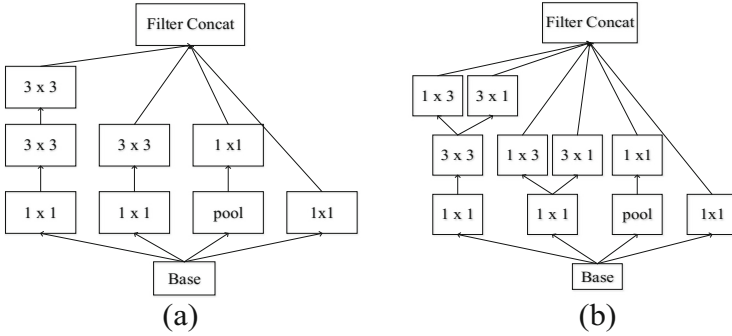 Filter Concat
3 x 3
3 x 3
3 x 3
1 x1
1 x 1
1 x 1
pool
1x1
Base
(a)
Filter Concat
1 x 3
3 x 1
3 x 3
1 x 3
3 x 1
1 x1
1 x 1
1 x 1
pool
1x1
Base
(b)